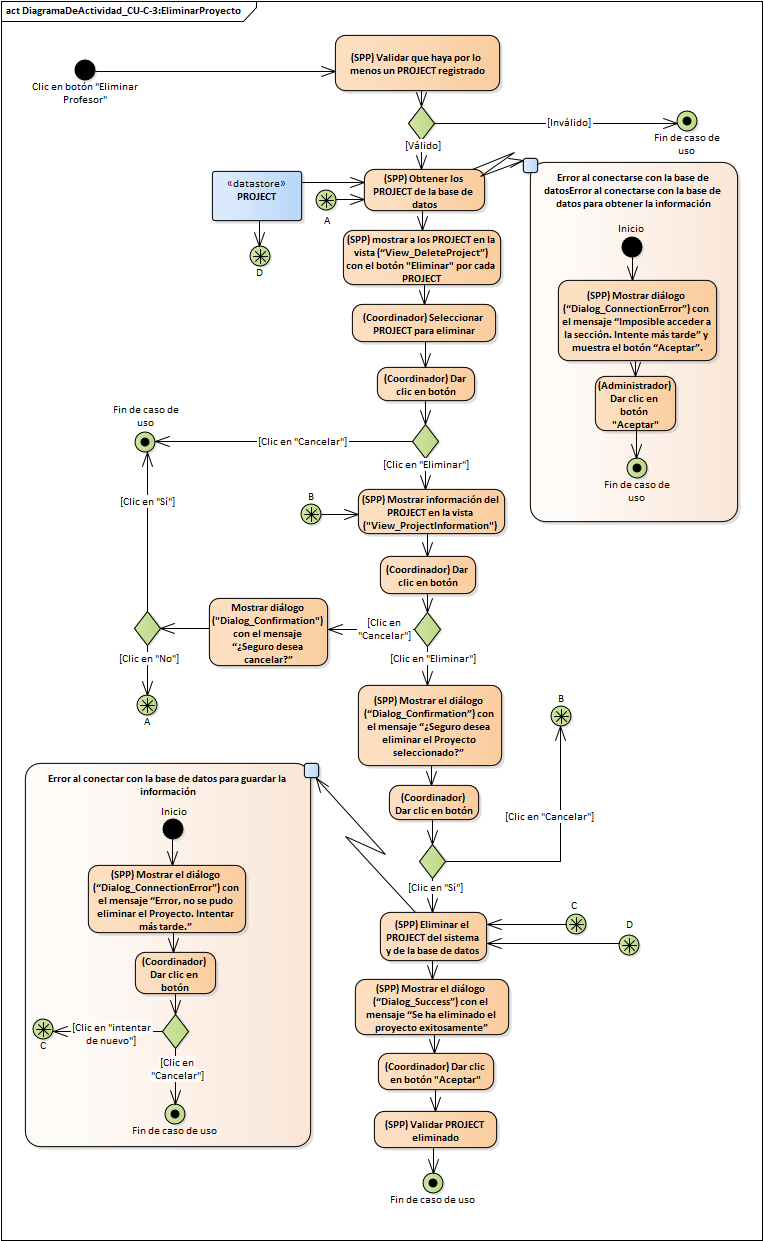 act DiagramaDeActividad_CU-C-3:EliminarProyecto
Clic en botón "Eliminar
Profesor"
(SPP) Validar que haya por lo
menos un PROJECT registrado
[Inválido]
Fin de caso de
uso
[Válido]
«datastore»
PROJECT
D
A
(SPP) Obtener los
PROJECT de la base de
datos
(SPP) mostrar a los PROJECT en la
vista (“View_DeleteProject”)
con el botón "Eliminar" por cada
PROJECT
(Coordinador) Seleccionar
PROJECT para eliminar
(Coordinador) Dar
clic en botón
Error al conectarse con la base de
datosError al conectarse con la base de
datos para obtener la información
Inicio
(SPP) Mostrar diálogo
(“Dialog_ConnectionError”) con
el mensaje “Imposible acceder a
la sección. Intente más tarde” y
muestra el botón “Aceptar”.
(Administrador)
Dar clic en
botón
"Aceptar"
Fin de caso de
uso
Fin de caso de
uso
[Clic en "Cancelar"]
[Clic en "Eliminar"]
[Clic en "Sí"]
B
(SPP) Mostrar información del
PROJECT en la vista
("View_ProjectInformation")
(Coordinador) Dar
clic en botón
[Clic en
"Cancelar"]
Mostrar diálogo
("Dialog_Confirmation")
con el mensaje
“¿Seguro desea
cancelar?”
[Clic en "No"]
A
[Clic en "Eliminar"]
(SPP) Mostrar el diálogo
(“Dialog_Confirmation”) con
el mensaje “¿Seguro desea
eliminar el Proyecto
seleccionado?”
B
(Coordinador)
Dar clic en botón
[Clic en "Cancelar"]
[Clic en "Sí"]
Error al conectar con la base de datos para guardar la
información
Inicio
(SPP) Mostrar el diálogo
(“Dialog_ConnectionError”) con
el mensaje “Error, no se pudo
eliminar el Proyecto. Intentar
más tarde.”
(Coordinador)
Dar clic en
botón
[Clic en "intentar
de nuevo"]
C
[Clic en
"Cancelar"]
Fin de caso de uso
(SPP) Eliminar el
PROJECT del sistema
y de la base de datos
C
D
(SPP) Mostrar el diálogo
(“Dialog_Success”) con el
mensaje “Se ha eliminado el
proyecto exitosamente”
(Coordinador) Dar clic
en botón "Aceptar"
(SPP) Validar PROJECT
eliminado
Fin de caso de uso